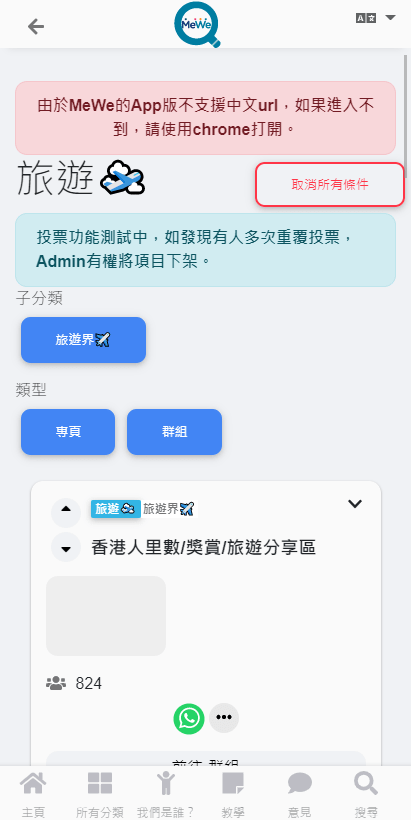 MeWe
由於MeWe的App版不支援中文url，如果進入不
到，請使用chrome打開。
旅遊
取消所有條件
投票功能測試中，如發現有人多次重覆投票，
Admin有權將項目下架。
子分類
旅遊界
類型
專頁
群組
旅遊 旅遊界
香港人里數/獎賞/旅遊分享區
824
前往 群組
主頁
所有分類
我們是誰？
教學
意見
搜尋